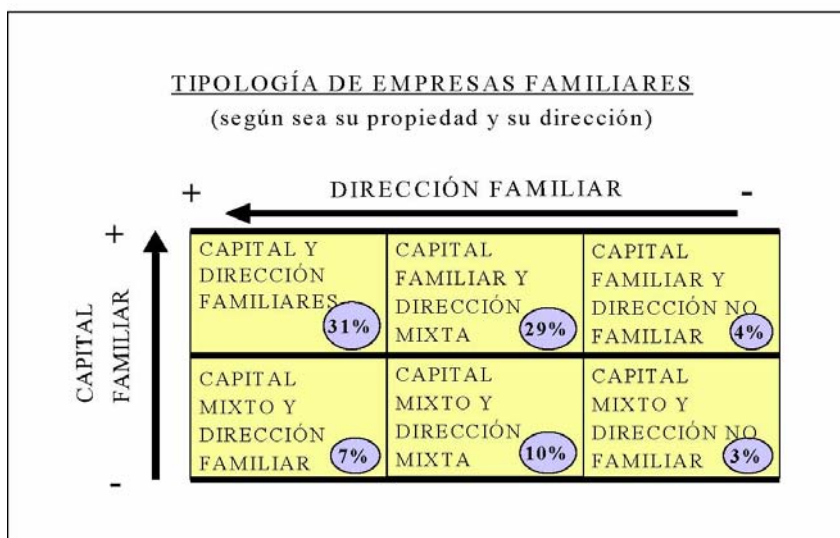 TIPOLOGÍA DE EMPRESAS FAMILIARES
(según sea su propiedad y su dirección)
+ DIRECCIÓN FAMILIAR -
+
CAPITAL
FAMILIAR
-
CAPITAL Y
DIRECCIÓN
FAMILIARES
31%
CAPITAL
FAMILIAR Y
DIRECCIÓN
MIXTA
29%
CAPITAL
FAMILIAR Y
DIRECCIÓN NO
FAMILIAR
4%
CAPITAL
MIXTO Y
DIRECCIÓN
FAMILIAR
7%
CAPITAL
MIXTO Y
DIRECCIÓN
MIXTA
10%
CAPITAL
MIXTO Y
DIRECCIÓN NO
FAMILIAR
3%